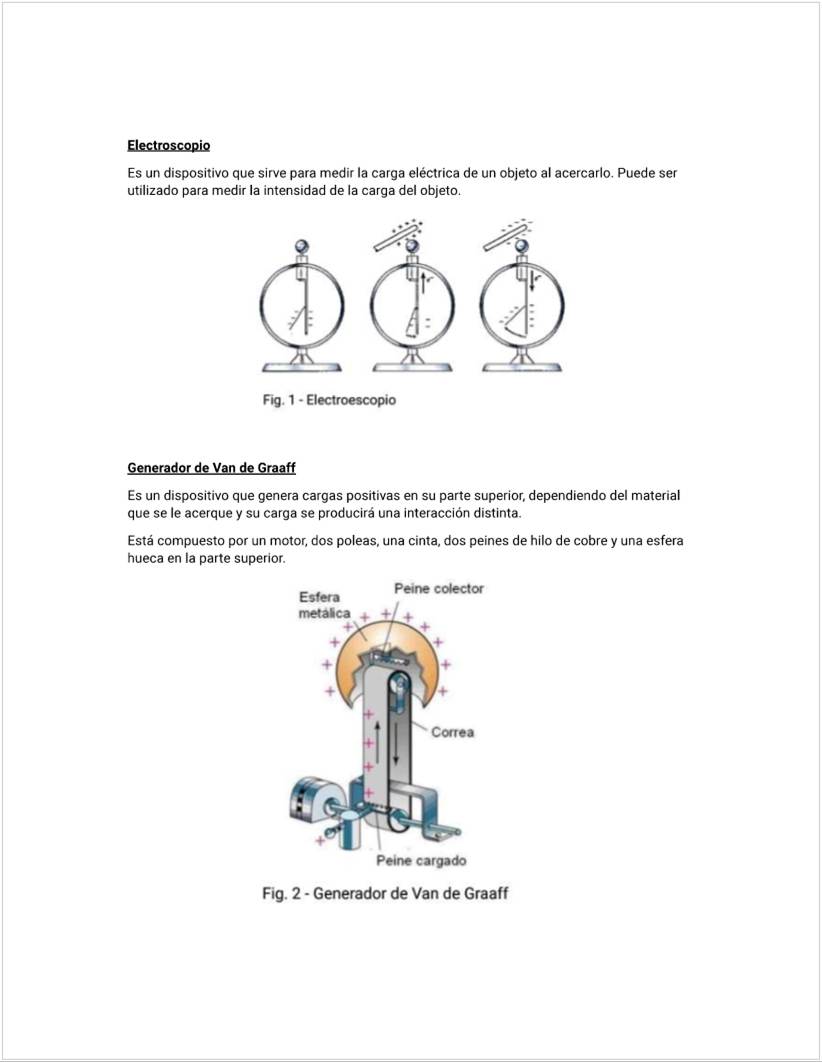 Electroscopio
Es un dispositivo que sirve para medir la carga eléctrica de un objeto al acercarlo. Puede ser
utilizado para medir la intensidad de la carga del objeto.
Fig. 1 - Electroescopio
Generador de Van de Graaff
Es un dispositivo que genera cargas positivas en su parte superior, dependiendo del material
que se le acerque y su carga se producirá una interacción distinta.
Está compuesto por un motor, dos poleas, una cinta, dos peines de hilo de cobre y una esfera
hueca en la parte superior.
Peine colector
Esfera
metálica
Correa
Peine cargado
Fig. 2 - Generador de Van de Graaff